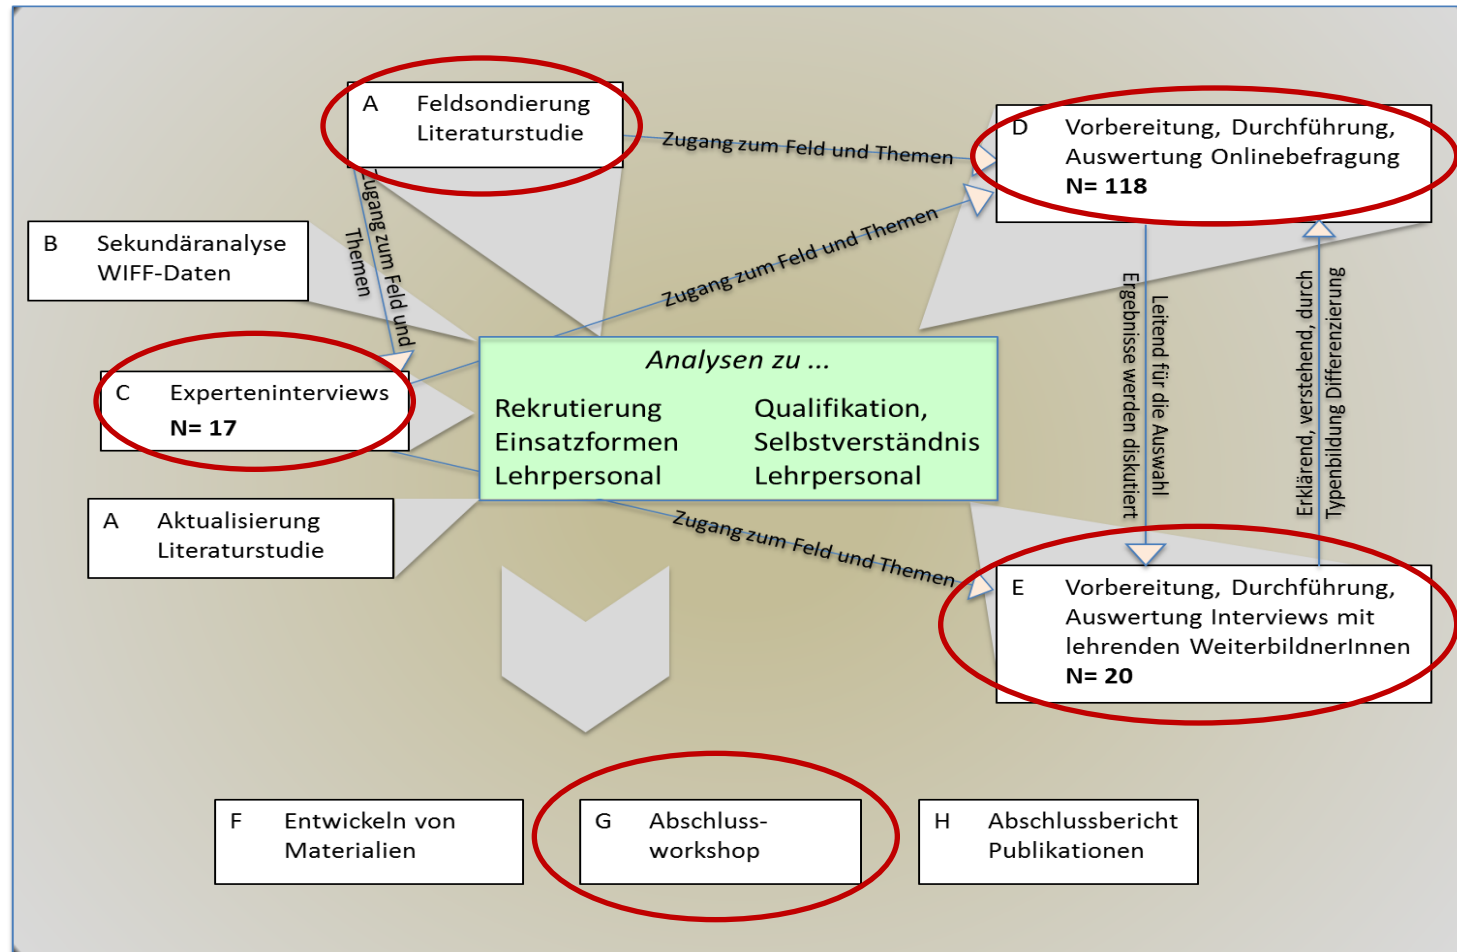 A Feldsondierung
Literaturstudie
Zugang zum Feld und Themen
D Vorbereitung, Durchführung,
Auswertung Onlinebefragung
N= 118
Zugang zum Feld und
Themen
Zugang zum Feld und Themen
B Sekundäranalyse
WIFF-Daten
C Experteninterviews
N= 17
Analysen zu ...
Rekrutierung
Einsatzformen
Lehrpersonal
Qualifikation,
Selbstverständnis
Lehrpersonal
Leitend für die Auswahl
Ergebnisse werden diskutiert
Erklärend, verstehend, durch
Typenbildung Differenzierung
A Aktualisierung
Literaturstudie
Zugang zum Feld und Themen
E Vorbereitung, Durchführung,
Auswertung Interviews mit
lehrenden WeiterbildnerInnen
N= 20
F Entwickeln von
Materialien
G Abschluss-
workshop
H Abschlussbericht
Publikationen